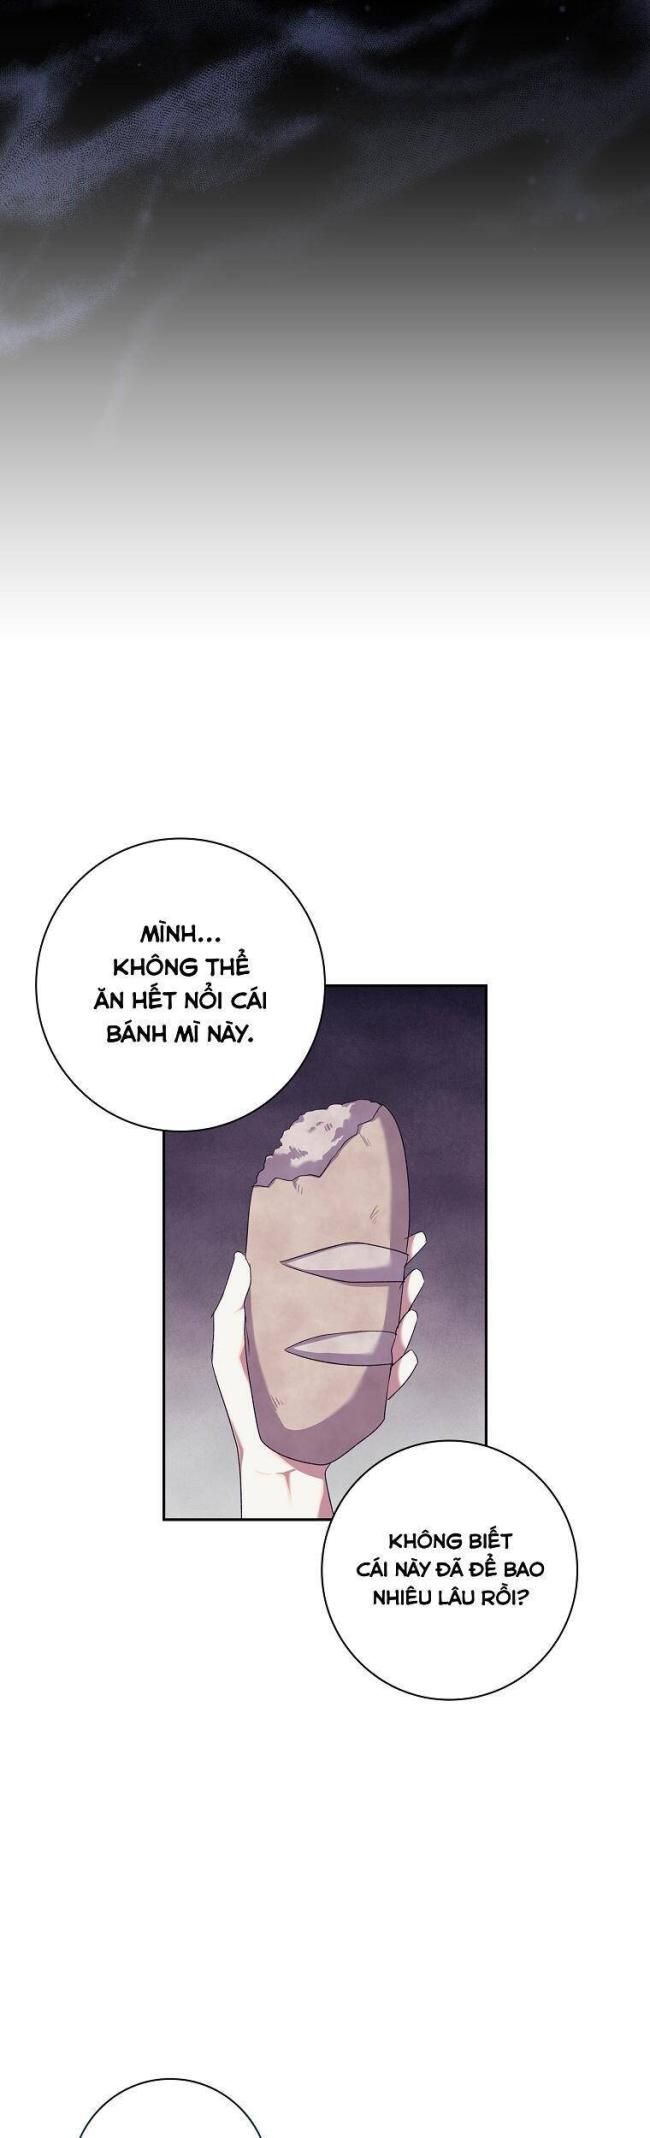 MÌNH...
KHÔNG THỂ
ĂN HẾT NỔI CÁI
BÁNH MÌ NÀY.
KHÔNG BIẾT
CÁI NÀY ĐÃ ĐỂ BAO
NHIÊU LÂU RỒI?